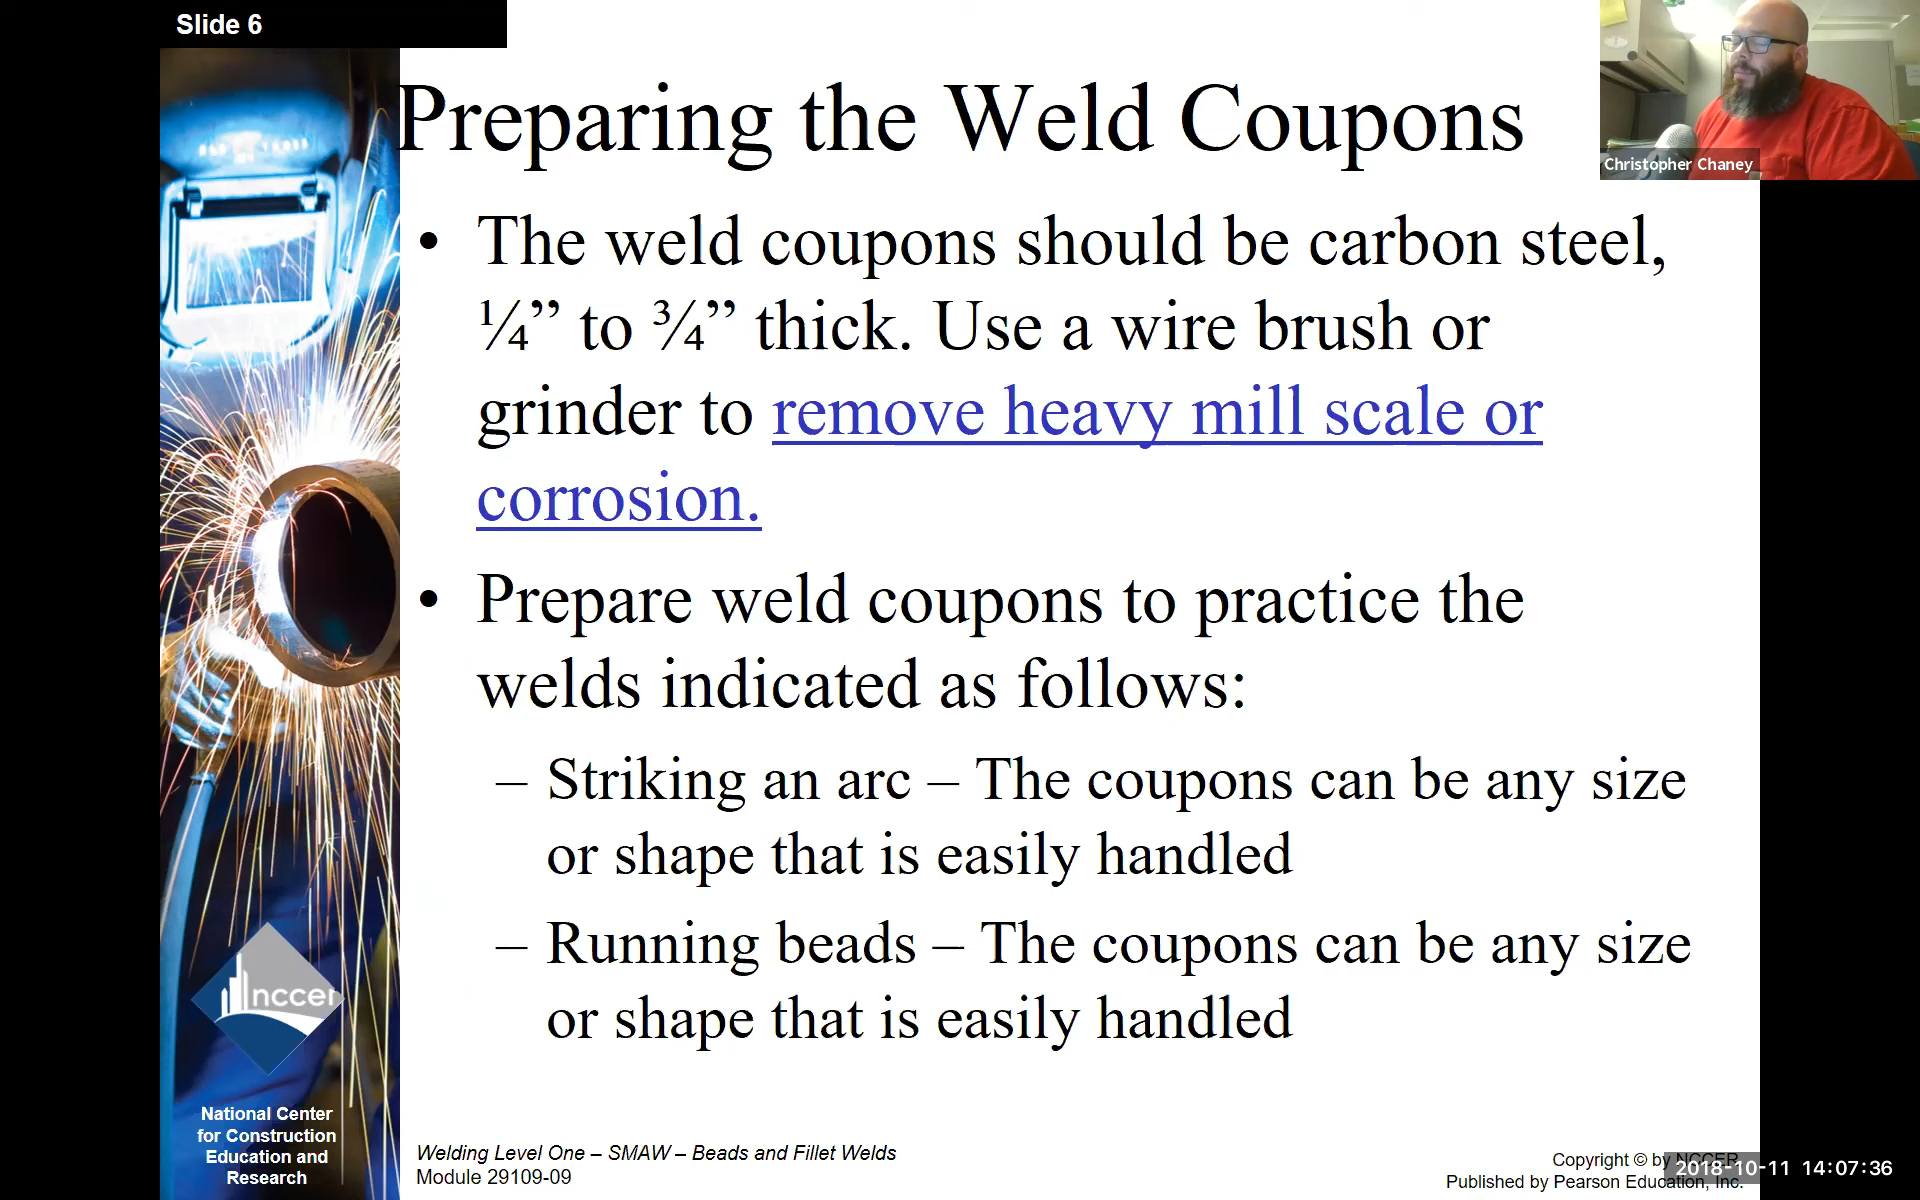 Slide 6
Preparing the Weld Coupons
Christopher Chaney
• The weld coupons should be carbon steel,
¼” to ¾” thick. Use a wire brush or
grinder to remove heavy mill scale or
corrosion.
• Prepare weld coupons to practice the
welds indicated as follows:
– Striking an arc – The coupons can be any size
or shape that is easily handled
– Running beads – The coupons can be any size
or shape that is easily handled
nccer
National Center
for Construction
Education and
Research
Welding Level One – SMAW – Beads and Fillet Welds
Module 29109-09
Copyright © by NCCER
Published by Pearson Education, Inc.
2018-10-11 14:07:36